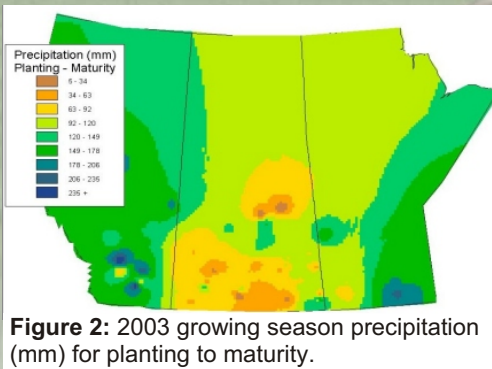 Precipitation (mm)
Planting - Maturity
5 - 34
34 - 63
63 - 92
92 - 120
120 - 149
149 - 178
178 - 206
206 - 235
235 +
Figure 2: 2003 growing season precipitation
(mm) for planting to maturity.